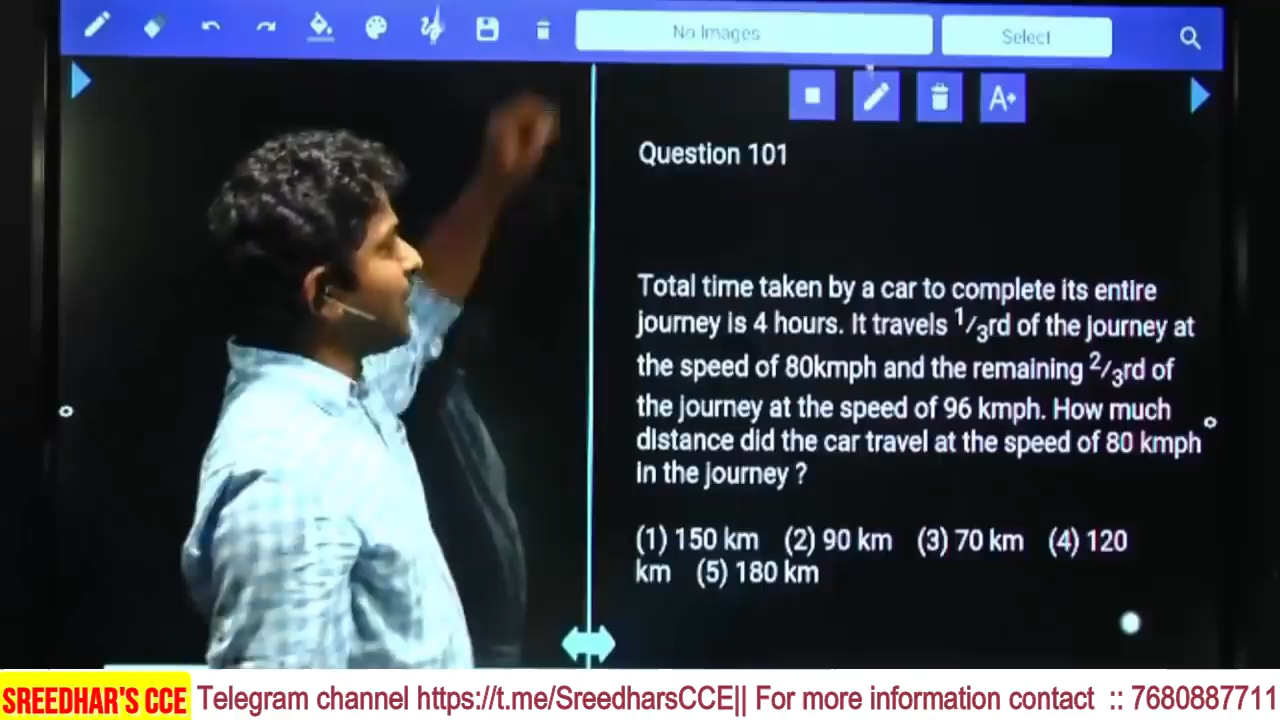 No Images
Select
A+
Question 101
Total time taken by a car to complete its entire
journey is 4 hours. It travels 1/3rd of the journey at
the speed of 80kmph and the remaining 2/3rd of
the journey at the speed of 96 kmph. How much
distance did the car travel at the speed of 80 kmph
in the journey ?
(1) 150 km (2) 90 km (3) 70 km (4) 120
km (5) 180 km
SREEDHAR'S CCE Telegram channel https://t.me/SreedharsCCE|| For more information contact :: 7680887711